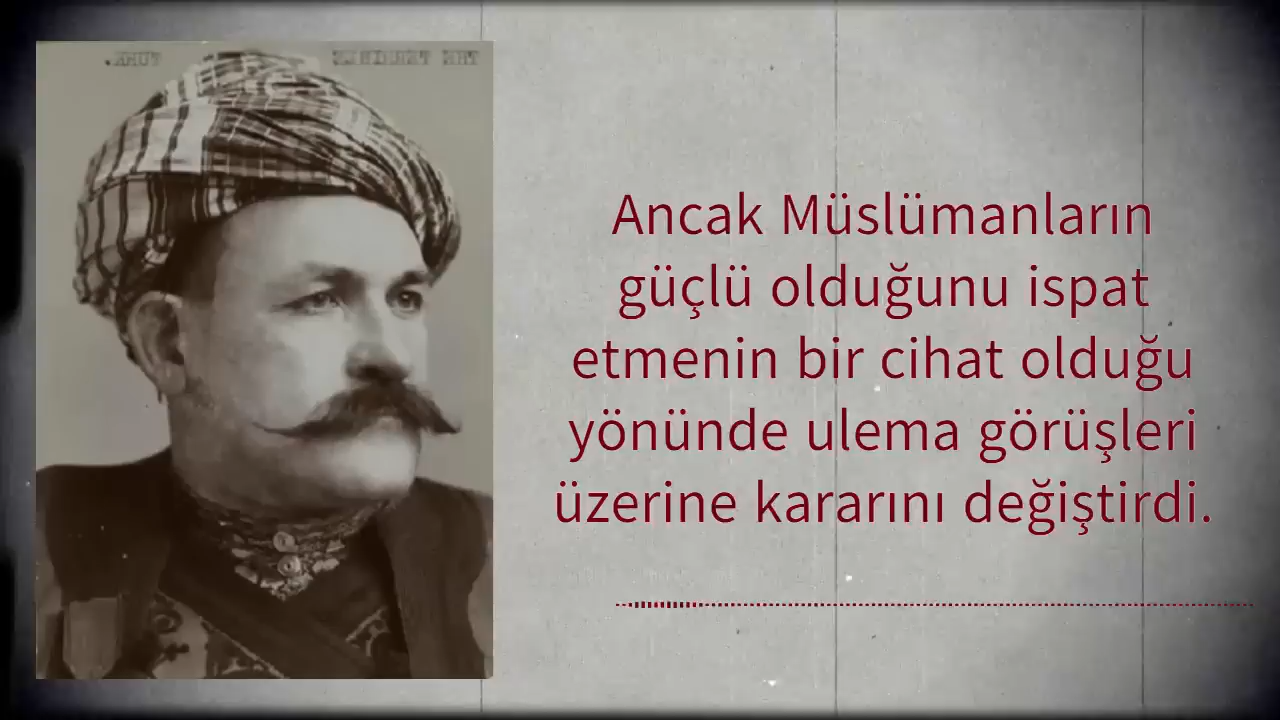 Ancak Müslümanların
güçlü olduğunu ispat
etmenin bir cihat olduğu
yönünde ulema görüşleri
üzerine kararını değiştirdi.